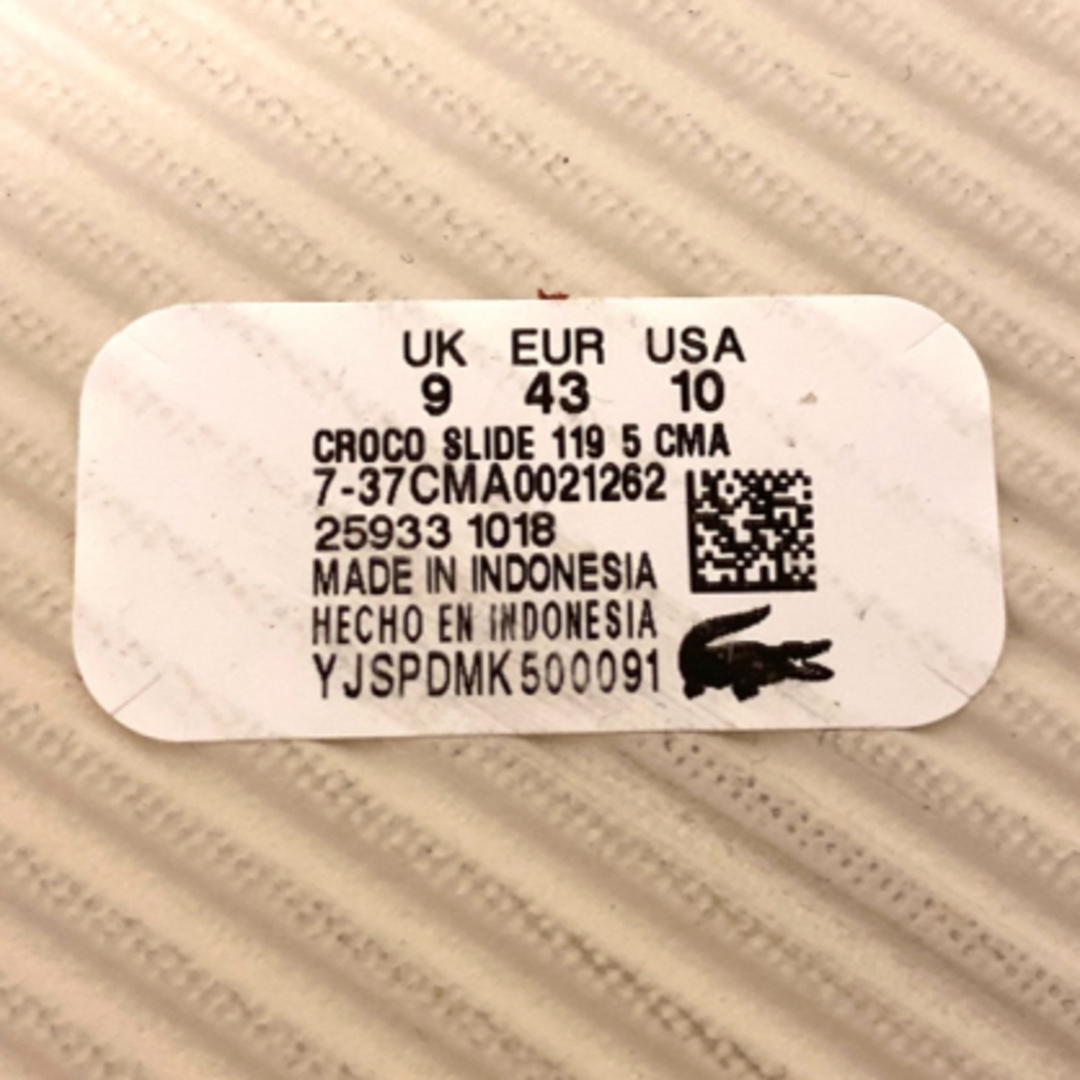 UK EUR USA
9 43 10
CROCO SLIDE 119 5 CMA
7-37CMA0021262
25933 1018
MADE IN INDONESIA
HECHO EN INDONESIA
YJSPDMK500091